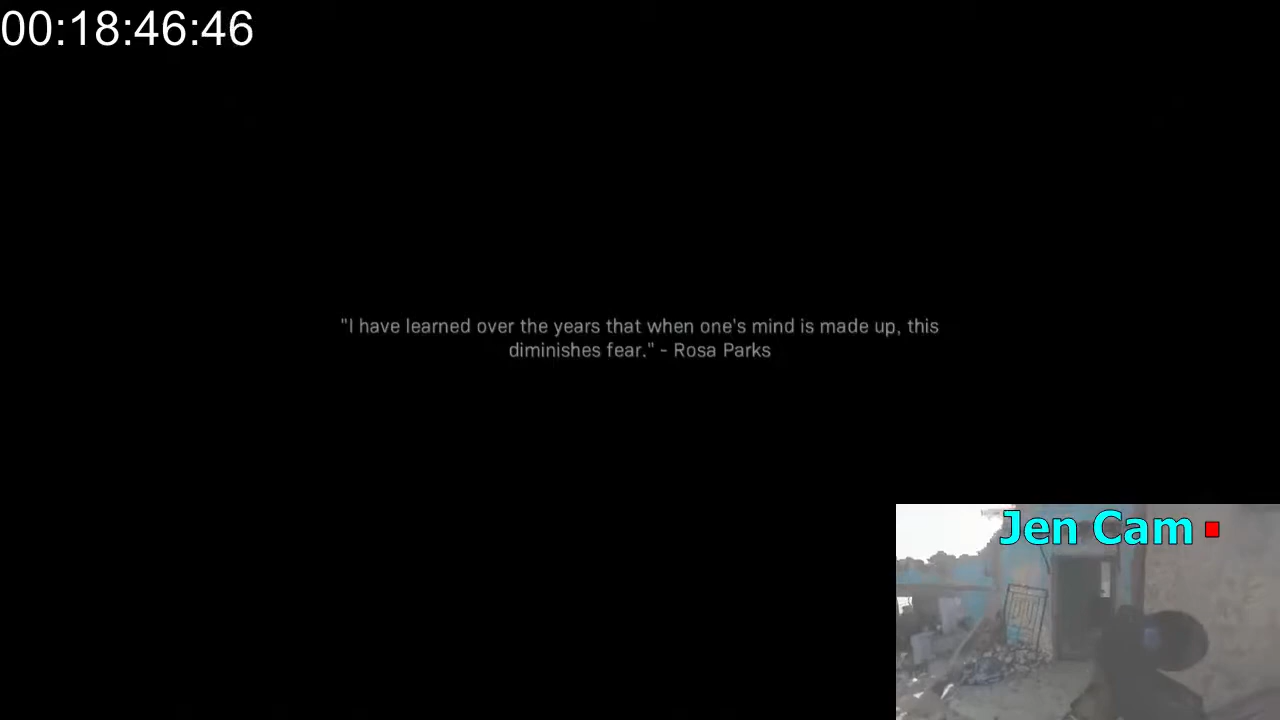 00:18:46:46
"I have learned over the years that when one's mind is made up, this
diminishes fear." - Rosa Parks
Jen Cam